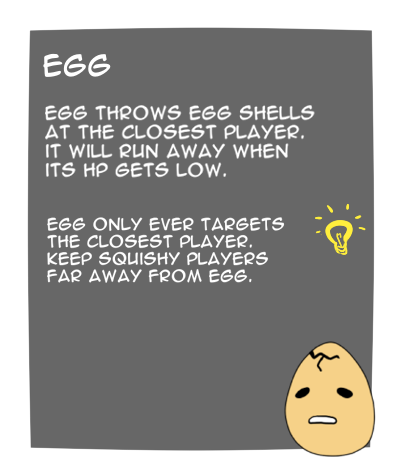 EGG
EGG THROWS EGG SHELLS
AT THE CLOSEST PLAYER.
IT WILL RUN AWAY WHEN
ITS HP GETS LOW.
EGG ONLY EVER TARGETS
THE CLOSEST PLAYER.
KEEP SQUISHY PLAYERS
FAR AWAY FROM EGG.